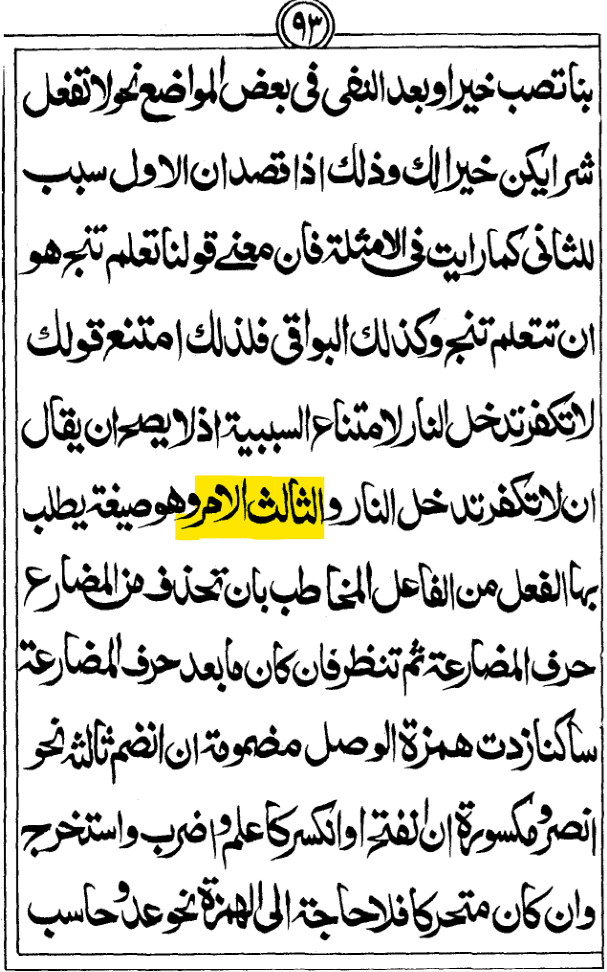 ٩٣
بنا تصب خيرا وبعد النفى فى بعض المواضع نحو لا تفعل
شرا يكن خيرا لك وذلك اذا قصد ان الاول سبب
للثانى كما رايت فى الامثلة فان معنے قولنا تعلم تنج هو
ان تتعلم تنج وكذلك البواقى فلذلك امتنع قولك
لا تكفر تدخل النار لامتناع السببية اذ لا يصح ان يقال
ان لا تكفر تدخل النار والثالث الامر وهو صيغة يطلب
بها الفعل من الفاعل المخاطب بان تحذف من المضارع
حرف المضارعة ثم تنظر فان كان ما بعد حرف المضارعة
ساكنا زدت همزة الوصل مضمومة ان انضم ثالثه نحو
انصر ومكسورة ان انفتح او انكسر كاعلم واضرب واستخرج
وان كان متحركا فلا حاجة الى الهمزة نحو عد وحاسب